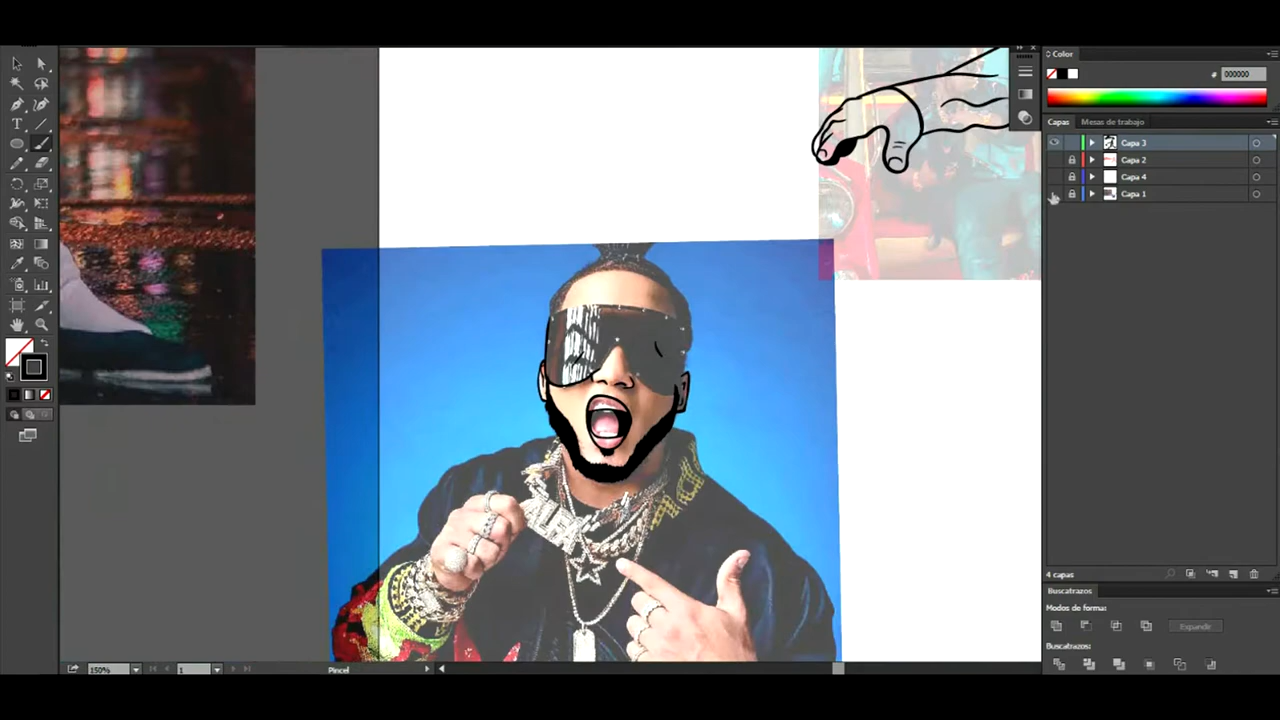 Color
# 000000
Capas Mesas de trabajo
Capa 3
Capa 2
Capa 4
Capa 1
4 capas
Buscatrazos
Modos de forma:
Expandir
Buscatrazos:
150% 1 Pincel